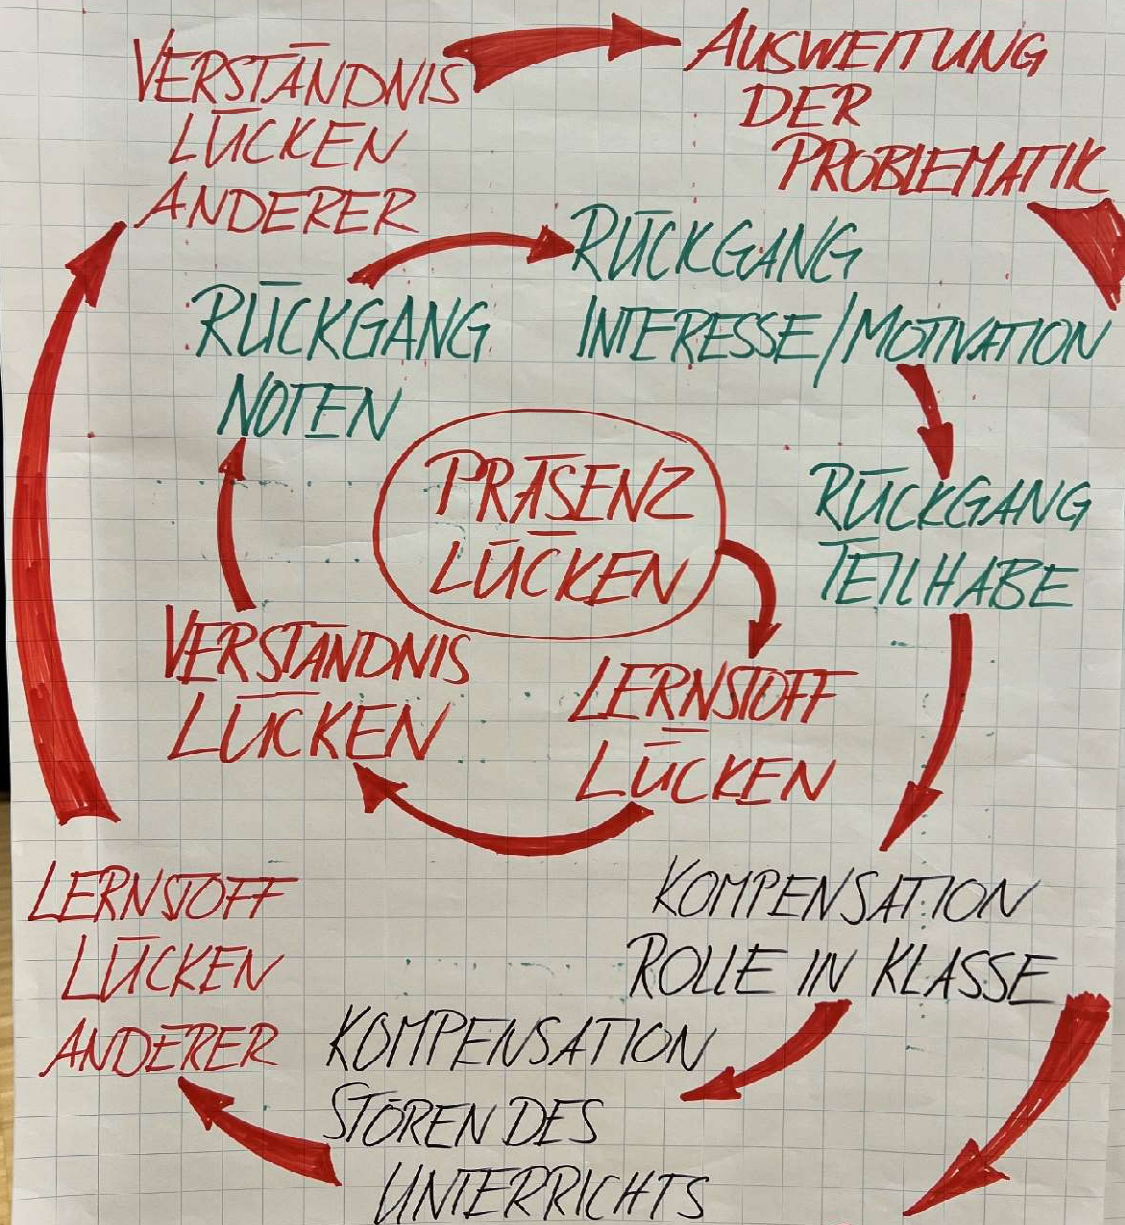 VERSTÄNDNIS
LÜCKEN
ANDERER
AUSWEITUNG
DER
PROBLEMATIK
RÜCKGANG
INTERESSE/MOTIVATION
RÜCKGANG
NOTEN
PRÄSENZ
LÜCKEN
RÜCKGANG
TEILHABE
VERSTÄNDNIS
LÜCKEN
LERNSTOFF
LÜCKEN
KOMPENSATION
ROLLE IN KLASSE
LERNSTOFF
LÜCKEN
ANDERER
KOMPENSATION
STÖREN DES
UNTERRICHTS